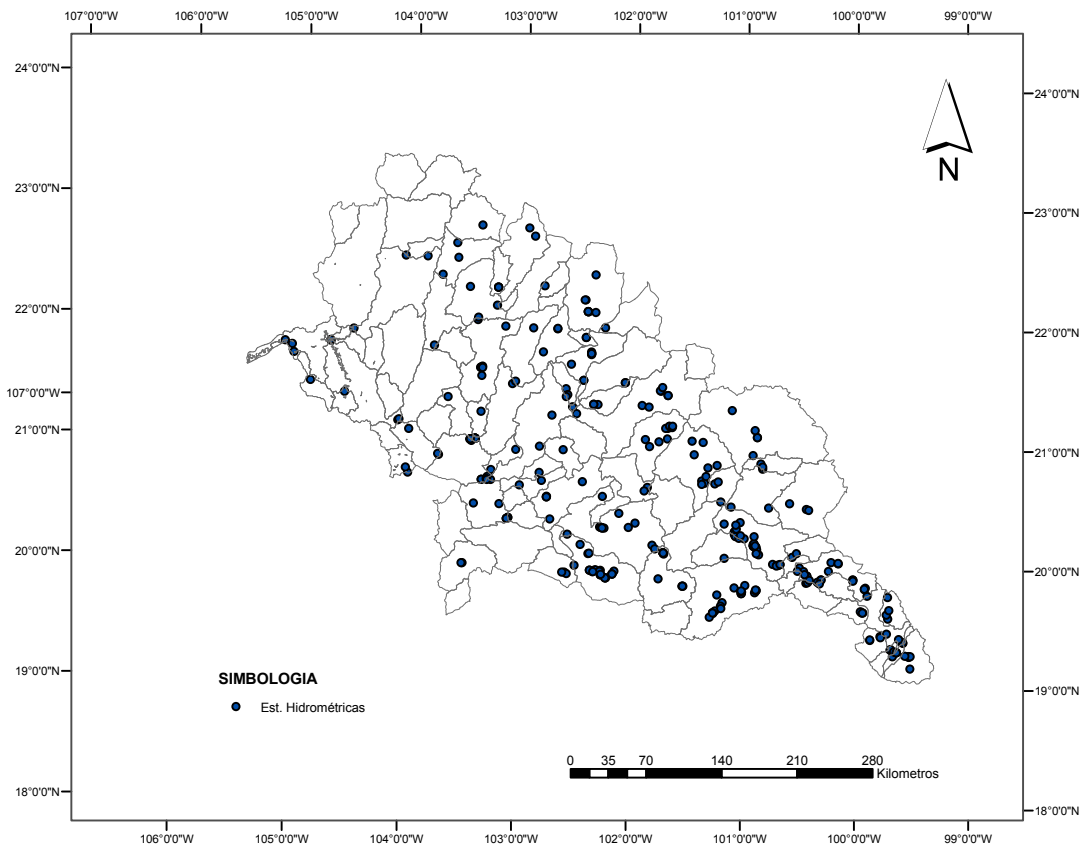 107°0'0"W 106°0'0"W 105°0'0"W 104°0'0"W 103°0'0"W 102°0'0"W 101°0'0"W 100°0'0"W 99°0'0"W
24°0'0"N
24°0'0"N
N
23°0'0"N
23°0'0"N
22°0'0"N
22°0'0"N
107°0'0"W
21°0'0"N
21°0'0"N
20°0'0"N
20°0'0"N
19°0'0"N
19°0'0"N
SIMBOLOGIA
Est. Hidrométricas
0 35 70 140 210 280
Kilometros
18°0'0"N
18°0'0"N
106°0'0"W 105°0'0"W 104°0'0"W 103°0'0"W 102°0'0"W 101°0'0"W 100°0'0"W 99°0'0"W